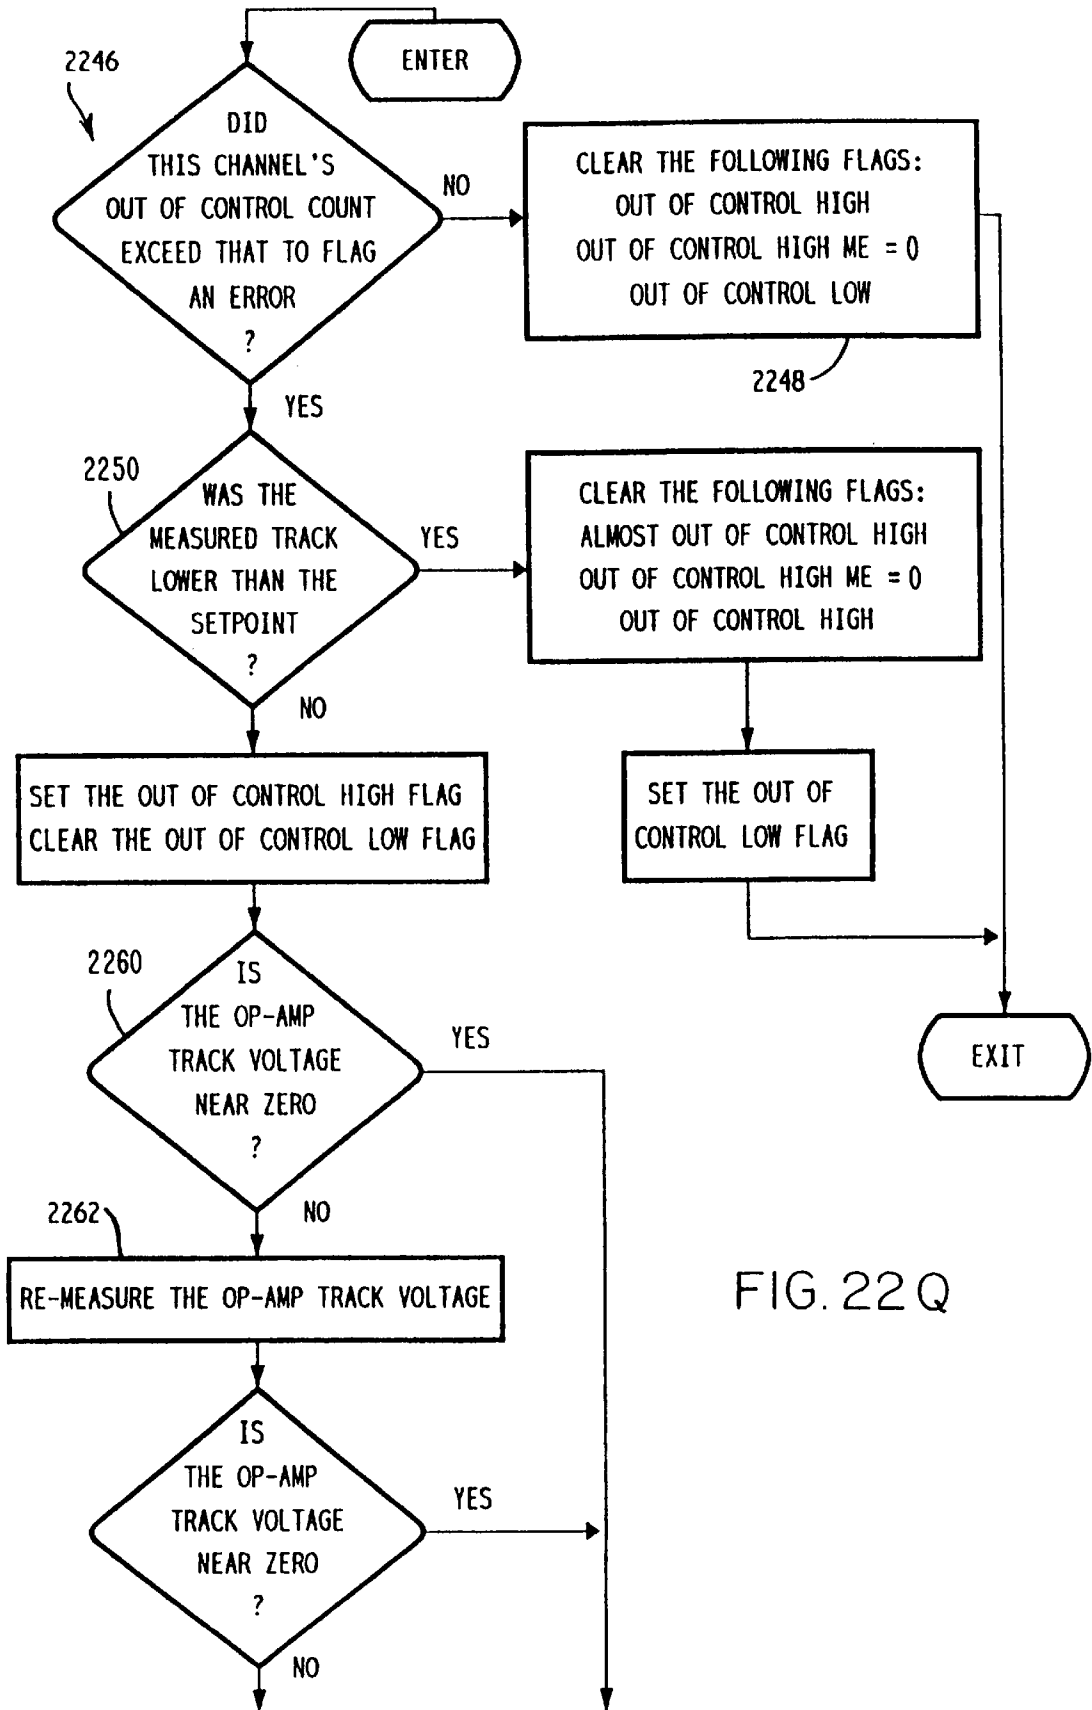 ENTER
2246
DID
THIS CHANNEL'S
OUT OF CONTROL COUNT
EXCEED THAT TO FLAG
AN ERROR
?
NO
CLEAR THE FOLLOWING FLAGS:
OUT OF CONTROL HIGH
OUT OF CONTROL HIGH ME = 0
OUT OF CONTROL LOW
2248
YES
2250
WAS THE
MEASURED TRACK
LOWER THAN THE
SETPOINT
?
YES
CLEAR THE FOLLOWING FLAGS:
ALMOST OUT OF CONTROL HIGH
OUT OF CONTROL HIGH ME = 0
OUT OF CONTROL HIGH
NO
SET THE OUT OF CONTROL HIGH FLAG
CLEAR THE OUT OF CONTROL LOW FLAG
SET THE OUT OF
CONTROL LOW FLAG
2260
IS
THE OP-AMP
TRACK VOLTAGE
NEAR ZERO
?
YES
EXIT
NO
2262
RE-MEASURE THE OP-AMP TRACK VOLTAGE
FIG. 22Q
IS
THE OP-AMP
TRACK VOLTAGE
NEAR ZERO
?
YES
NO